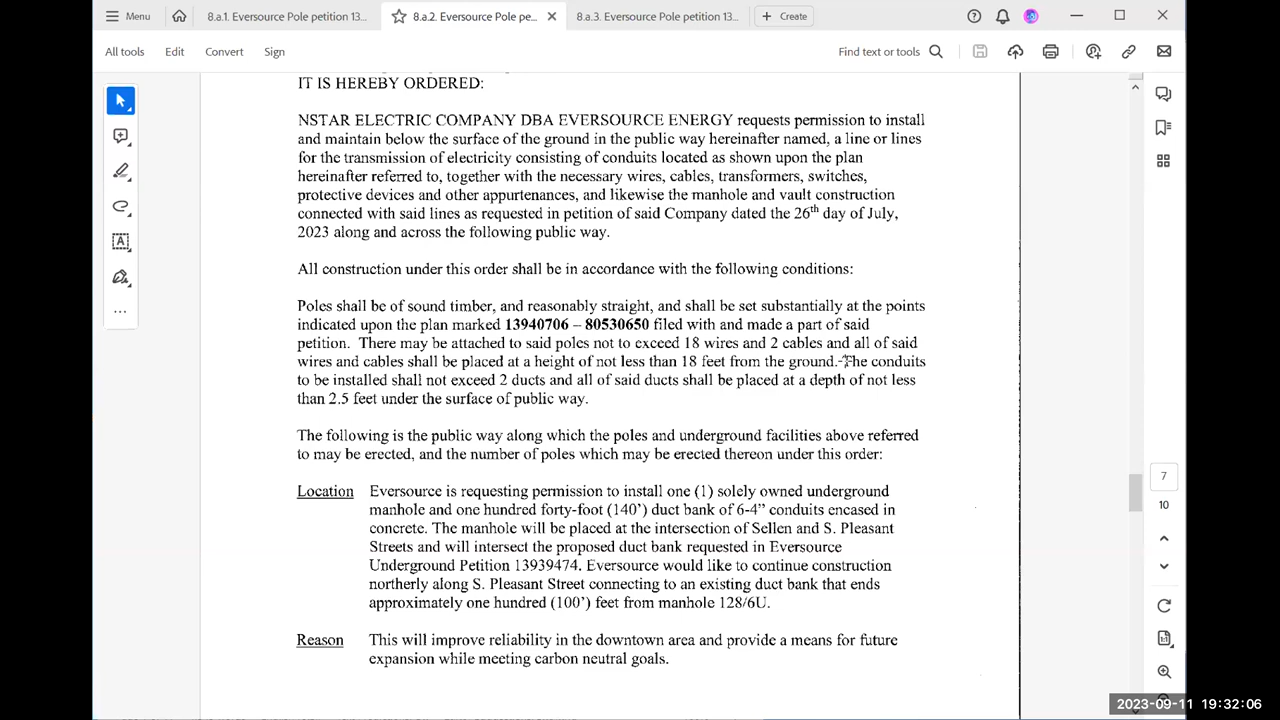 Menu
8.a.1. Eversource Pole petition 13...
8.a.2. Eversource Pole pe...
8.a.3. Eversource Pole petition 13...
Create
All tools
Edit
Convert
Sign
Find text or tools
IT IS HEREBY ORDERED:
NSTAR ELECTRIC COMPANY DBA EVERSOURCE ENERGY requests permission to install
and maintain below the surface of the ground in the public way hereinafter named, a line or lines
for the transmission of electricity consisting of conduits located as shown upon the plan
hereinafter referred to, together with the necessary wires, cables, transformers, switches,
protective devices and other appurtenances, and likewise the manhole and vault construction
connected with said lines as requested in petition of said Company dated the 26th day of July,
2023 along and across the following public way.
All construction under this order shall be in accordance with the following conditions:
Poles shall be of sound timber, and reasonably straight, and shall be set substantially at the points
indicated upon the plan marked 13940706 – 80530650 filed with and made a part of said
petition. There may be attached to said poles not to exceed 18 wires and 2 cables and all of said
wires and cables shall be placed at a height of not less than 18 feet from the ground. The conduits
to be installed shall not exceed 2 ducts and all of said ducts shall be placed at a depth of not less
than 2.5 feet under the surface of public way.
The following is the public way along which the poles and underground facilities above referred
to may be erected, and the number of poles which may be erected thereon under this order:
Location Eversource is requesting permission to install one (1) solely owned underground
manhole and one hundred forty-foot (140’) duct bank of 6-4” conduits encased in
concrete. The manhole will be placed at the intersection of Sellen and S. Pleasant
Streets and will intersect the proposed duct bank requested in Eversource
Underground Petition 13939474. Eversource would like to continue construction
northerly along S. Pleasant Street connecting to an existing duct bank that ends
approximately one hundred (100’) feet from manhole 128/6U.
Reason This will improve reliability in the downtown area and provide a means for future
expansion while meeting carbon neutral goals.
7
10
2023-09-11 19:32:06